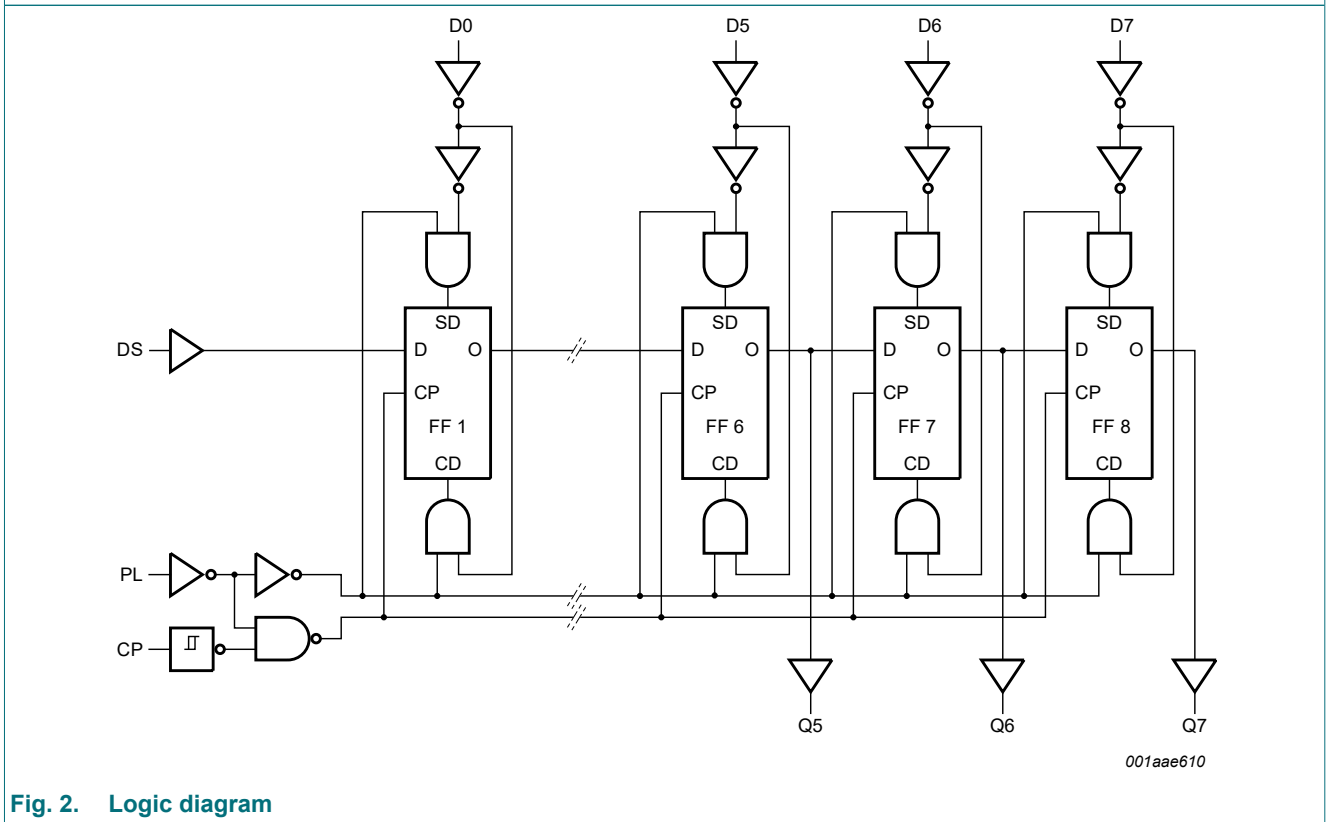 D0 D5 D6 D7
SD SD SD SD
DS D O D O D O D O
CP CP CP CP
FF 1 FF 6 FF 7 FF 8
CD CD CD CD
PL
CP
Q5 Q6 Q7
001aae610
Fig. 2. Logic diagram